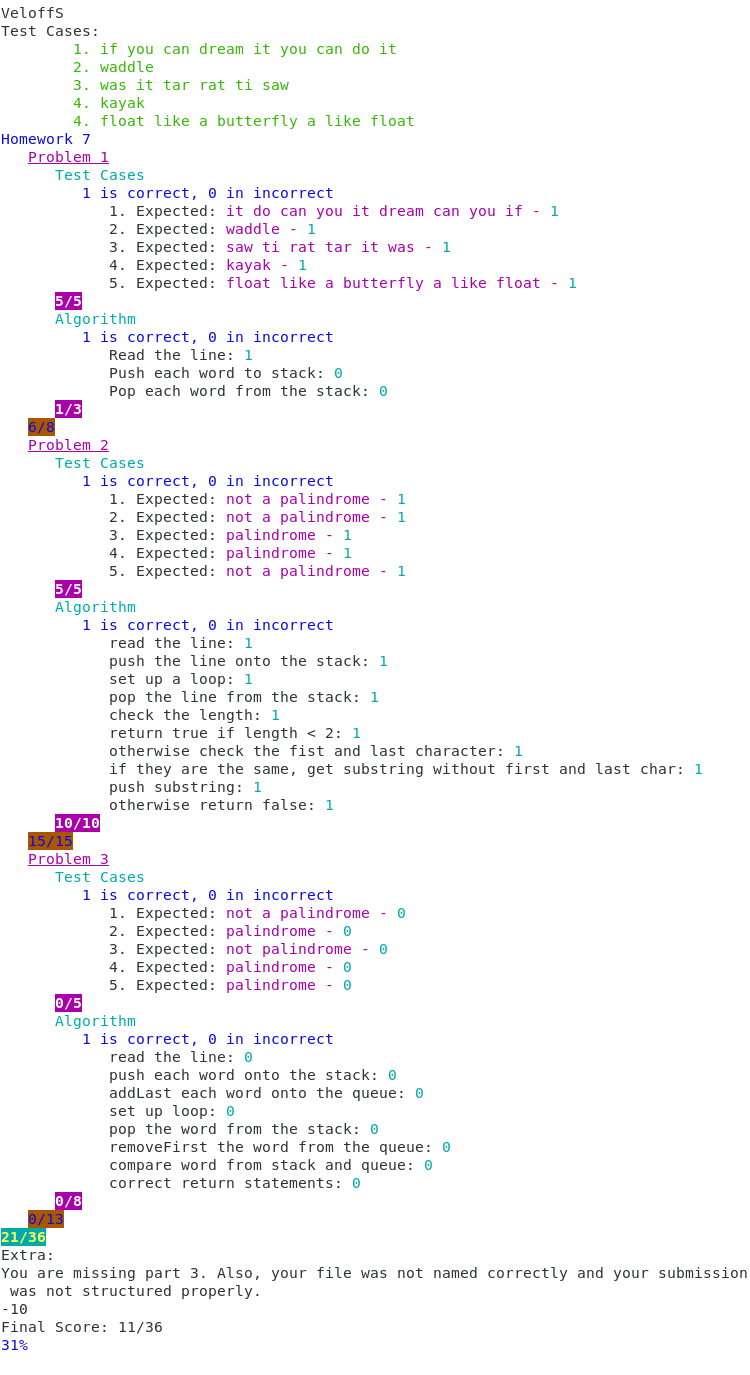 VeloffS
Test Cases:
1. if you can dream it you can do it
2. waddle
3. was it tar rat ti saw
4. kayak
4. float like a butterfly a like float
Homework 7
Problem 1
Test Cases
1 is correct, 0 in incorrect
1. Expected: it do can you it dream can you if - 1
2. Expected: waddle - 1
3. Expected: saw ti rat tar it was - 1
4. Expected: kayak - 1
5. Expected: float like a butterfly a like float - 1
5/5
Algorithm
1 is correct, 0 in incorrect
Read the line: 1
Push each word to stack: 0
Pop each word from the stack: 0
1/3
6/8
Problem 2
Test Cases
1 is correct, 0 in incorrect
1. Expected: not a palindrome - 1
2. Expected: not a palindrome - 1
3. Expected: palindrome - 1
4. Expected: palindrome - 1
5. Expected: not a palindrome - 1
5/5
Algorithm
1 is correct, 0 in incorrect
read the line: 1
push the line onto the stack: 1
set up a loop: 1
pop the line from the stack: 1
check the length: 1
return true if length < 2: 1
otherwise check the fist and last character: 1
if they are the same, get substring without first and last char: 1
push substring: 1
otherwise return false: 1
10/10
15/15
Problem 3
Test Cases
1 is correct, 0 in incorrect
1. Expected: not a palindrome - 0
2. Expected: palindrome - 0
3. Expected: not palindrome - 0
4. Expected: palindrome - 0
5. Expected: palindrome - 0
0/5
Algorithm
1 is correct, 0 in incorrect
read the line: 0
push each word onto the stack: 0
addLast each word onto the queue: 0
set up loop: 0
pop the word from the stack: 0
removeFirst the word from the queue: 0
compare word from stack and queue: 0
correct return statements: 0
0/8
0/13
21/36
Extra:
You are missing part 3. Also, your file was not named correctly and your submission
was not structured properly.
-10
Final Score: 11/36
31%